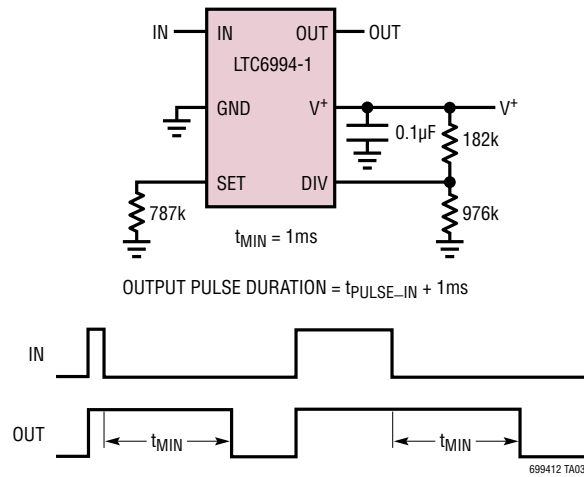 IN IN OUT OUT
LTC6994-1
GND V+ V+
0.1µF 182k
SET DIV
787k 976k
tMIN = 1ms
OUTPUT PULSE DURATION = tPULSE–IN + 1ms
IN
OUT tMIN tMIN
699412 TA03